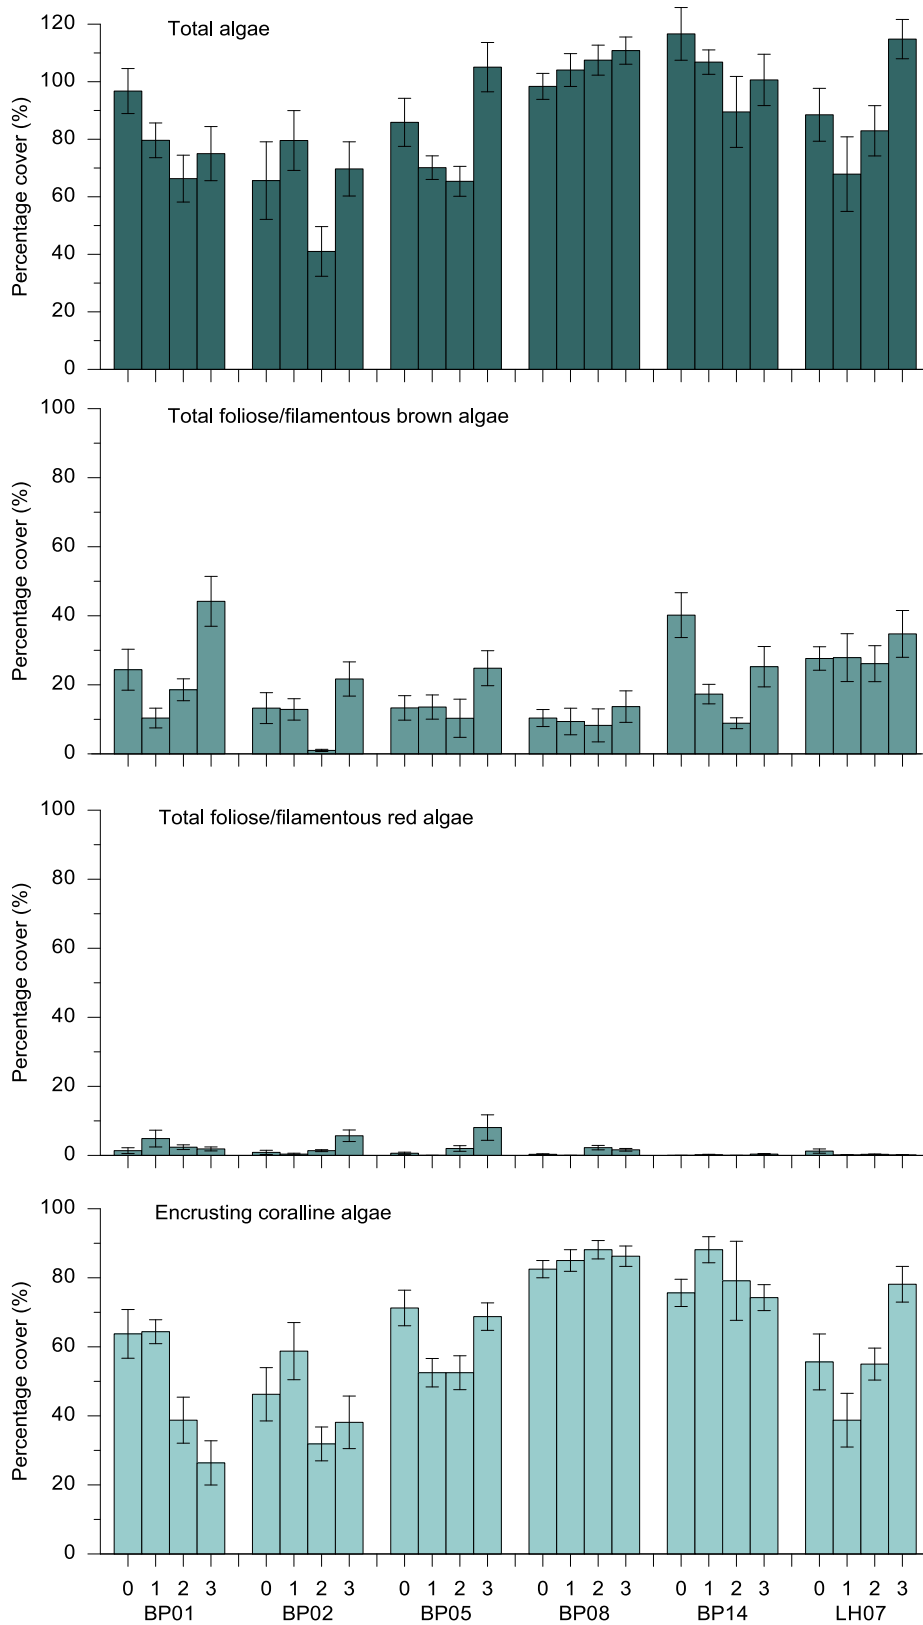 Total algae
Percentage cover (%)
120
100
80
60
40
20
0
Total foliose/filamentous brown algae
Percentage cover (%)
100
80
60
40
20
0
Total foliose/filamentous red algae
Percentage cover (%)
100
80
60
40
20
0
Encrusting coralline algae
Percentage cover (%)
100
80
60
40
20
0
0 1 2 3 0 1 2 3 0 1 2 3 0 1 2 3 0 1 2 3 0 1 2 3
BP01 BP02 BP05 BP08 BP14 LH07